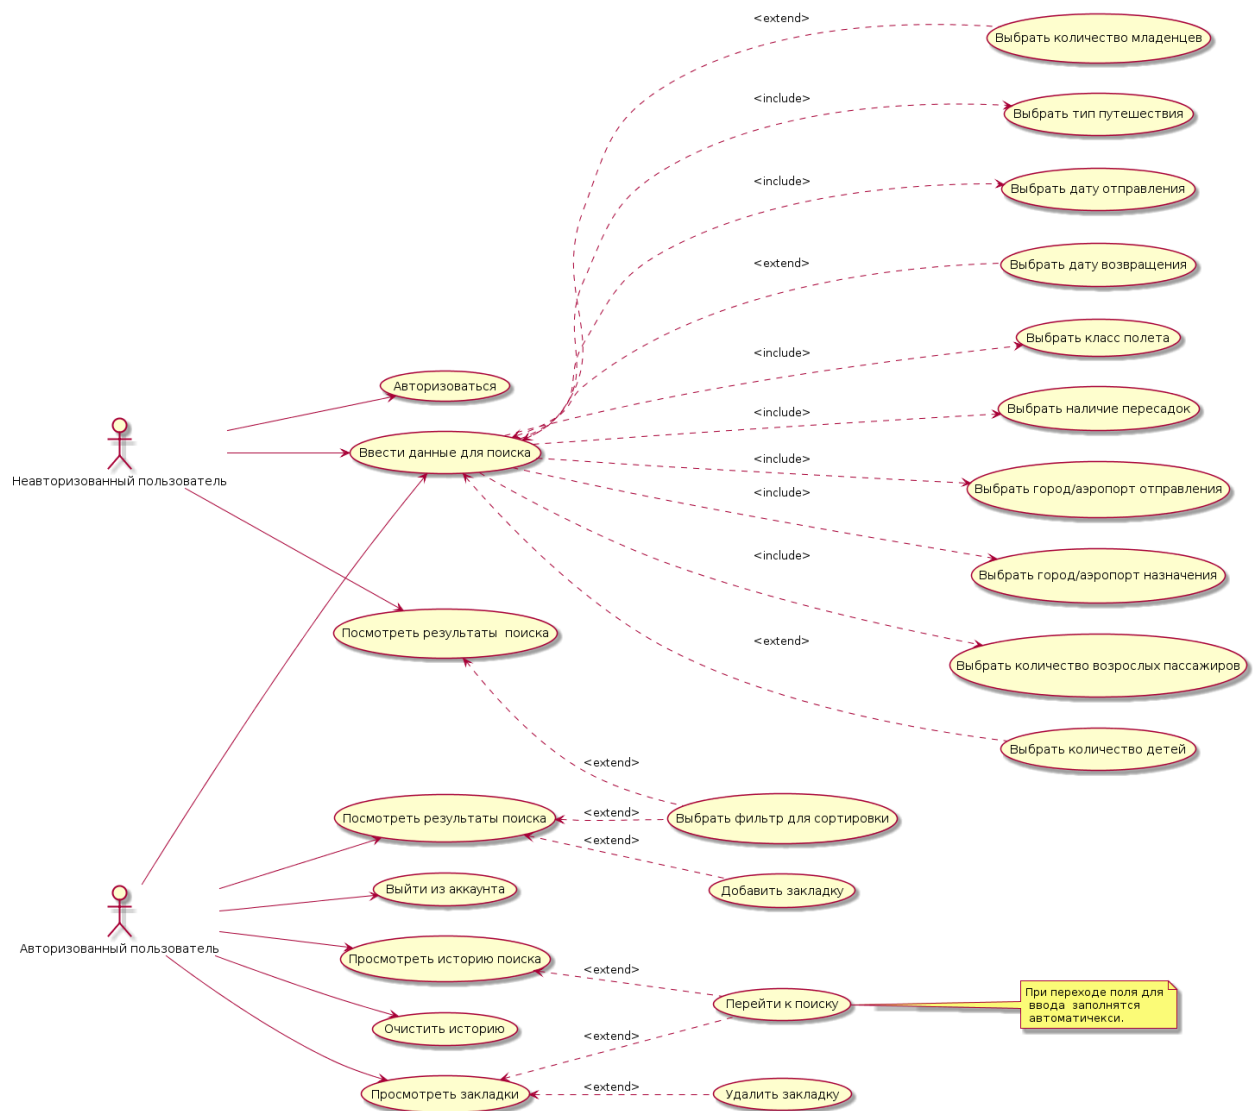 <extend>
Выбрать количество младенцев
<include>
Выбрать тип путешествия
<include>
Выбрать дату отправления
<extend>
Выбрать дату возвращения
<include>
Выбрать класс полета
Авторизоваться
<include>
Выбрать наличие пересадок
Ввести данные для поиска
<include>
Неавторизованный пользователь
Выбрать город/аэропорт отправления
<include>
<include>
Выбрать город/аэропорт назначения
Посмотреть результаты  поиска
<extend>
Выбрать количество возрослых пассажиров
Выбрать количество детей
<extend>
<extend>
Посмотреть результаты поиска
Выбрать фильтр для сортировки
<extend>
Выйти из аккаунта
Добавить закладку
Авторизованный пользователь
Просмотреть историю поиска
<extend>
Перейти к поиску
При переходе поля для
ввода  заполнятся
автоматичекси.
Очистить историю
<extend>
<extend>
Просмотреть закладки
Удалить закладку